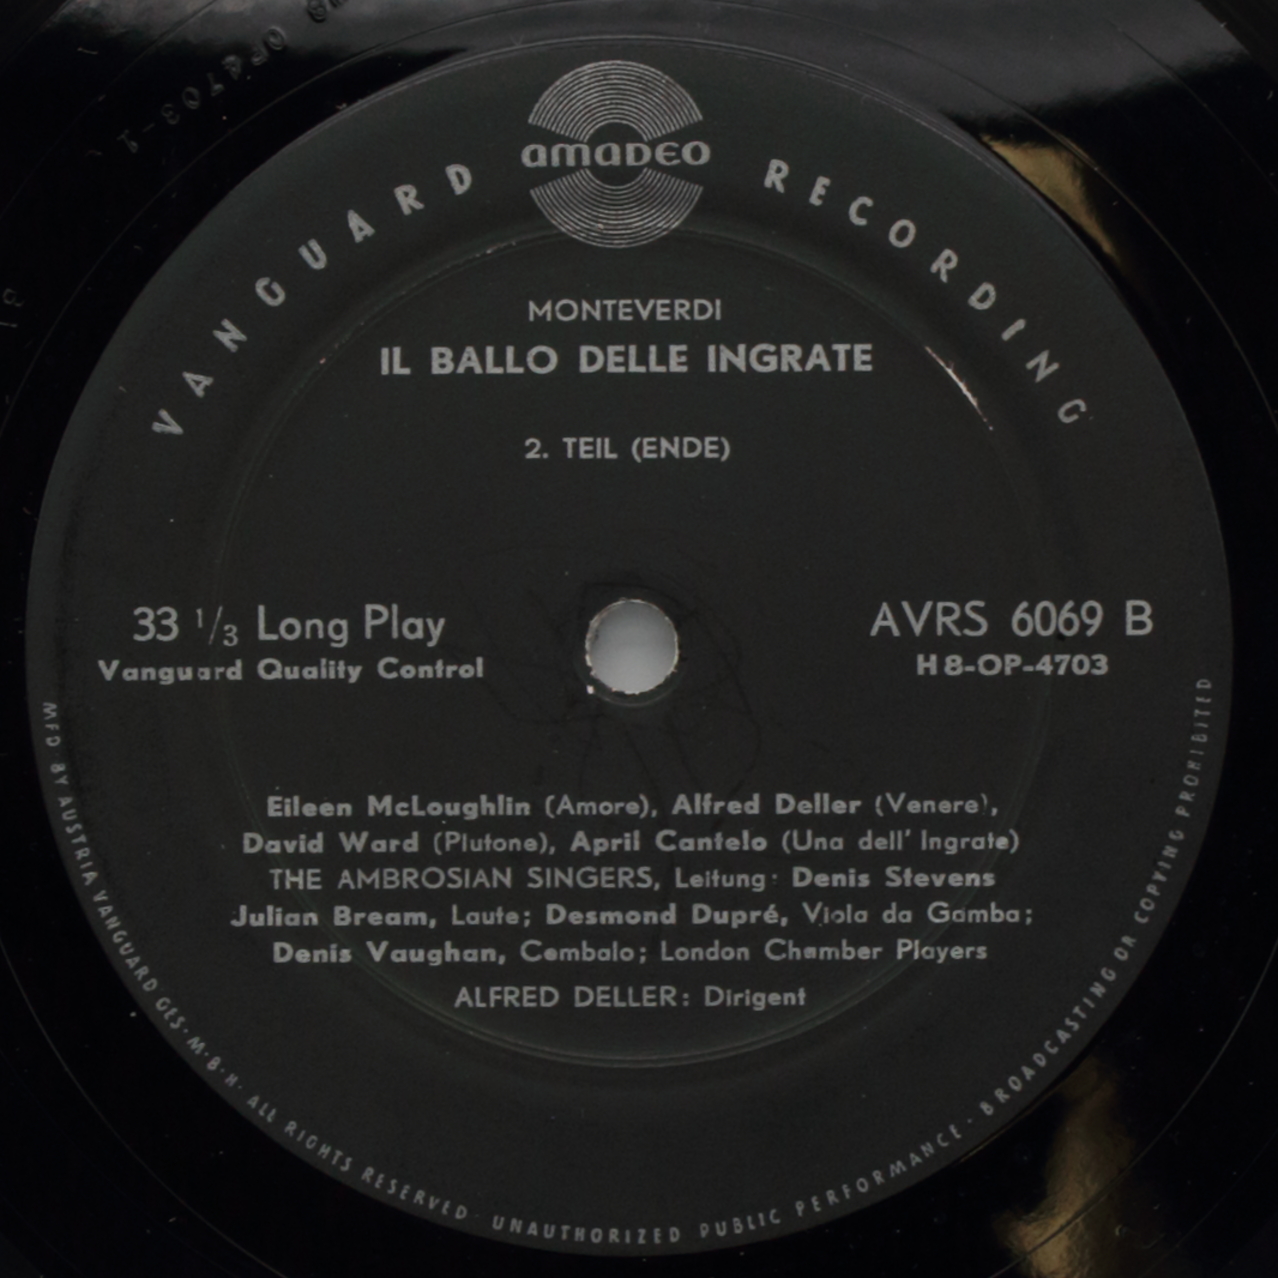 OP4703-1
AMADEO
VANGUARD RECORDING
MONTEVERDI
IL BALLO DELLE INGRATE
2. TEIL (ENDE)
33 1/3 Long Play
Vanguard Quality Control
AVRS 6069 B
H8-OP-4703
Eileen McLoughlin (Amore), Alfred Deller (Venere),
David Ward (Plutone), April Cantelo (Una dell' Ingrate)
THE AMBROSIAN SINGERS, Leitung: Denis Stevens
Julian Bream, Laute; Desmond Dupré, Viola da Gamba;
Denis Vaughan, Cembalo; London Chamber Players
ALFRED DELLER: Dirigent
MFD BY AUSTRIA VANGUARD GES·M·B·H· ALL RIGHTS RESERVED· UNAUTHORIZED PUBLIC PERFORMANCE· BROADCASTING OR COPYING PROHIBITED